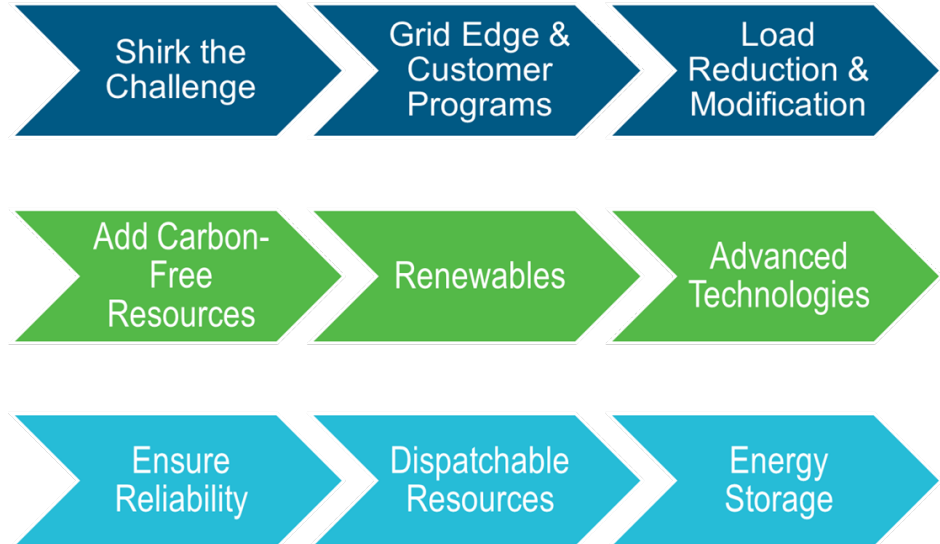 Shirk the
Challenge
Grid Edge &
Customer
Programs
Load
Reduction &
Modification
Add Carbon-
Free
Resources
Renewables
Advanced
Technologies
Ensure
Reliability
Dispatchable
Resources
Energy
Storage